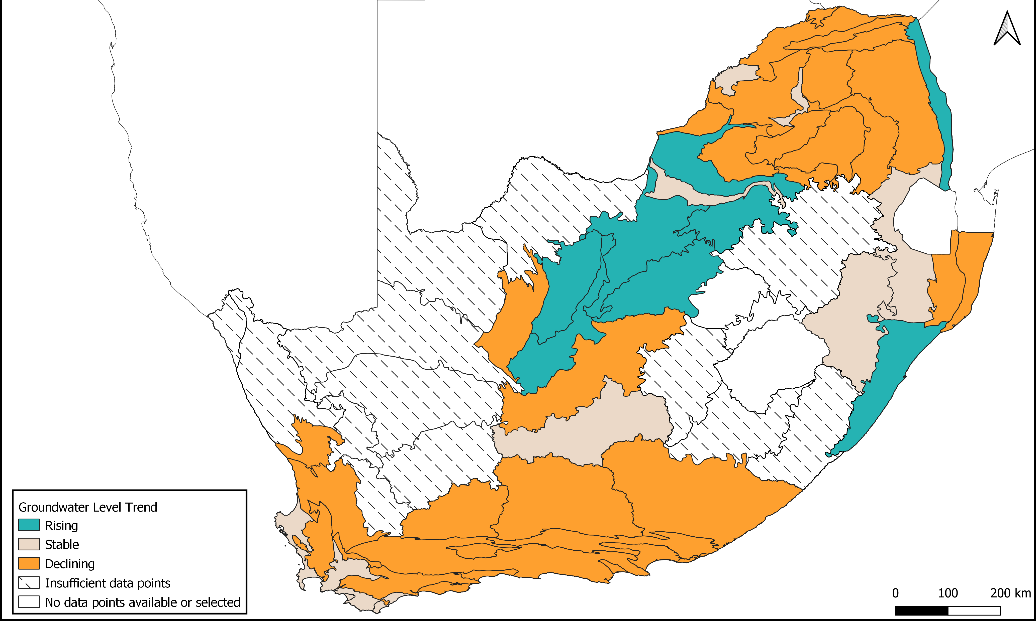 Groundwater Level Trend
Rising
Stable
Declining
Insufficient data points
No data points available or selected
0 100 200 km